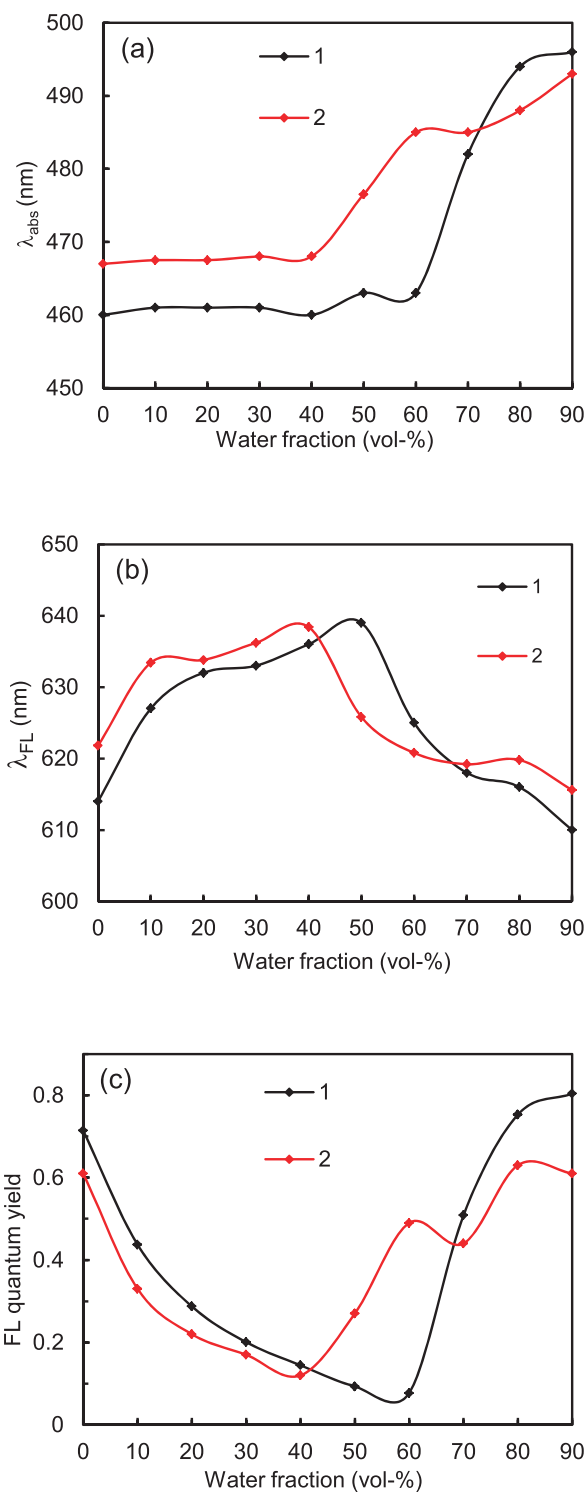 (a)
1
2
500
490
480
470
460
450
λabs (nm)
0 10 20 30 40 50 60 70 80 90
Water fraction (vol-%)
(b)
1
2
650
640
630
620
610
600
λFL (nm)
0 10 20 30 40 50 60 70 80 90
Water fraction (vol-%)
(c)
1
2
0.8
0.6
0.4
0.2
0
FL quantum yield
0 10 20 30 40 50 60 70 80 90
Water fraction (vol-%)